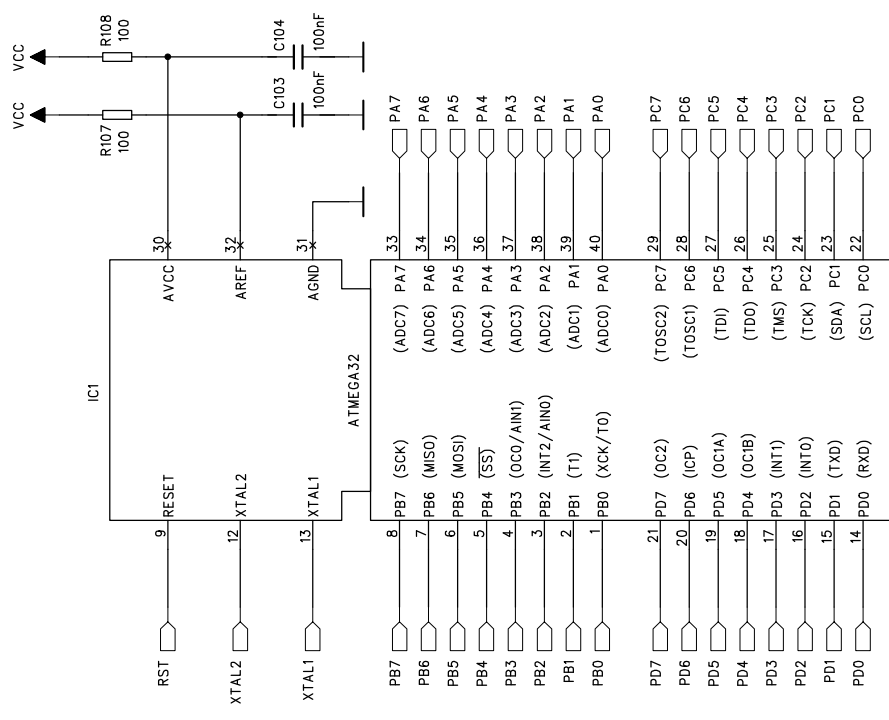 VCC
R108
100
C104
100nF
VCC
R107
100
C103
100nF
IC1
ATMEGA32
RST
9
RESET
AVCC
30
XTAL2
12
XTAL2
AREF
32
XTAL1
13
XTAL1
AGND
31
PB7
8
PB7
(SCK)
(ADC7)
PA7
33
PA7
PB6
7
PB6
(MISO)
(ADC6)
PA6
34
PA6
PB5
6
PB5
(MOSI)
(ADC5)
PA5
35
PA5
PB4
5
PB4
(SS)
(ADC4)
PA4
36
PA4
PB3
4
PB3
(OC0/AIN1)
(ADC3)
PA3
37
PA3
PB2
3
PB2
(INT2/AIN0)
(ADC2)
PA2
38
PA2
PB1
2
PB1
(T1)
(ADC1)
PA1
39
PA1
PB0
1
PB0
(XCK/T0)
(ADC0)
PA0
40
PA0
PD7
21
PD7
(OC2)
(TOSC2)
PC7
29
PC7
PD6
20
PD6
(ICP)
(TOSC1)
PC6
28
PC6
PD5
19
PD5
(OC1A)
(TDI)
PC5
27
PC5
PD4
18
PD4
(OC1B)
(TDO)
PC4
26
PC4
PD3
17
PD3
(INT1)
(TMS)
PC3
25
PC3
PD2
16
PD2
(INT0)
(TCK)
PC2
24
PC2
PD1
15
PD1
(TXD)
(SDA)
PC1
23
PC1
PD0
14
PD0
(RXD)
(SCL)
PC0
22
PC0